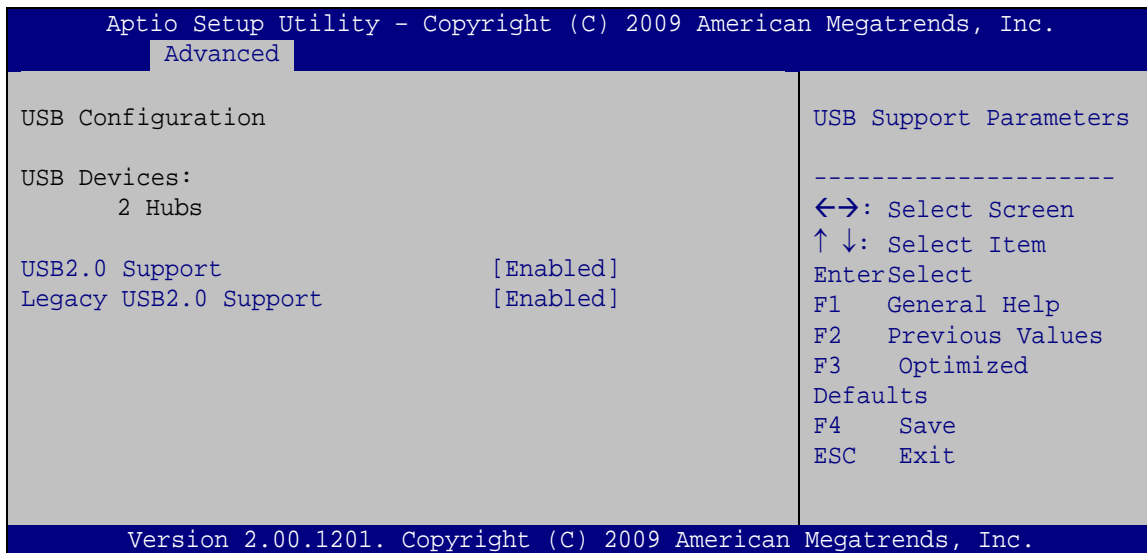 Aptio Setup Utility – Copyright (C) 2009 American Megatrends, Inc.
Advanced
USB Configuration
USB Devices:
2 Hubs
USB2.0 Support [Enabled]
Legacy USB2.0 Support [Enabled]
USB Support Parameters
---------------------
←→: Select Screen
↑ ↓: Select Item
EnterSelect
F1 General Help
F2 Previous Values
F3 Optimized
Defaults
F4 Save
ESC Exit
Version 2.00.1201. Copyright (C) 2009 American Megatrends, Inc.